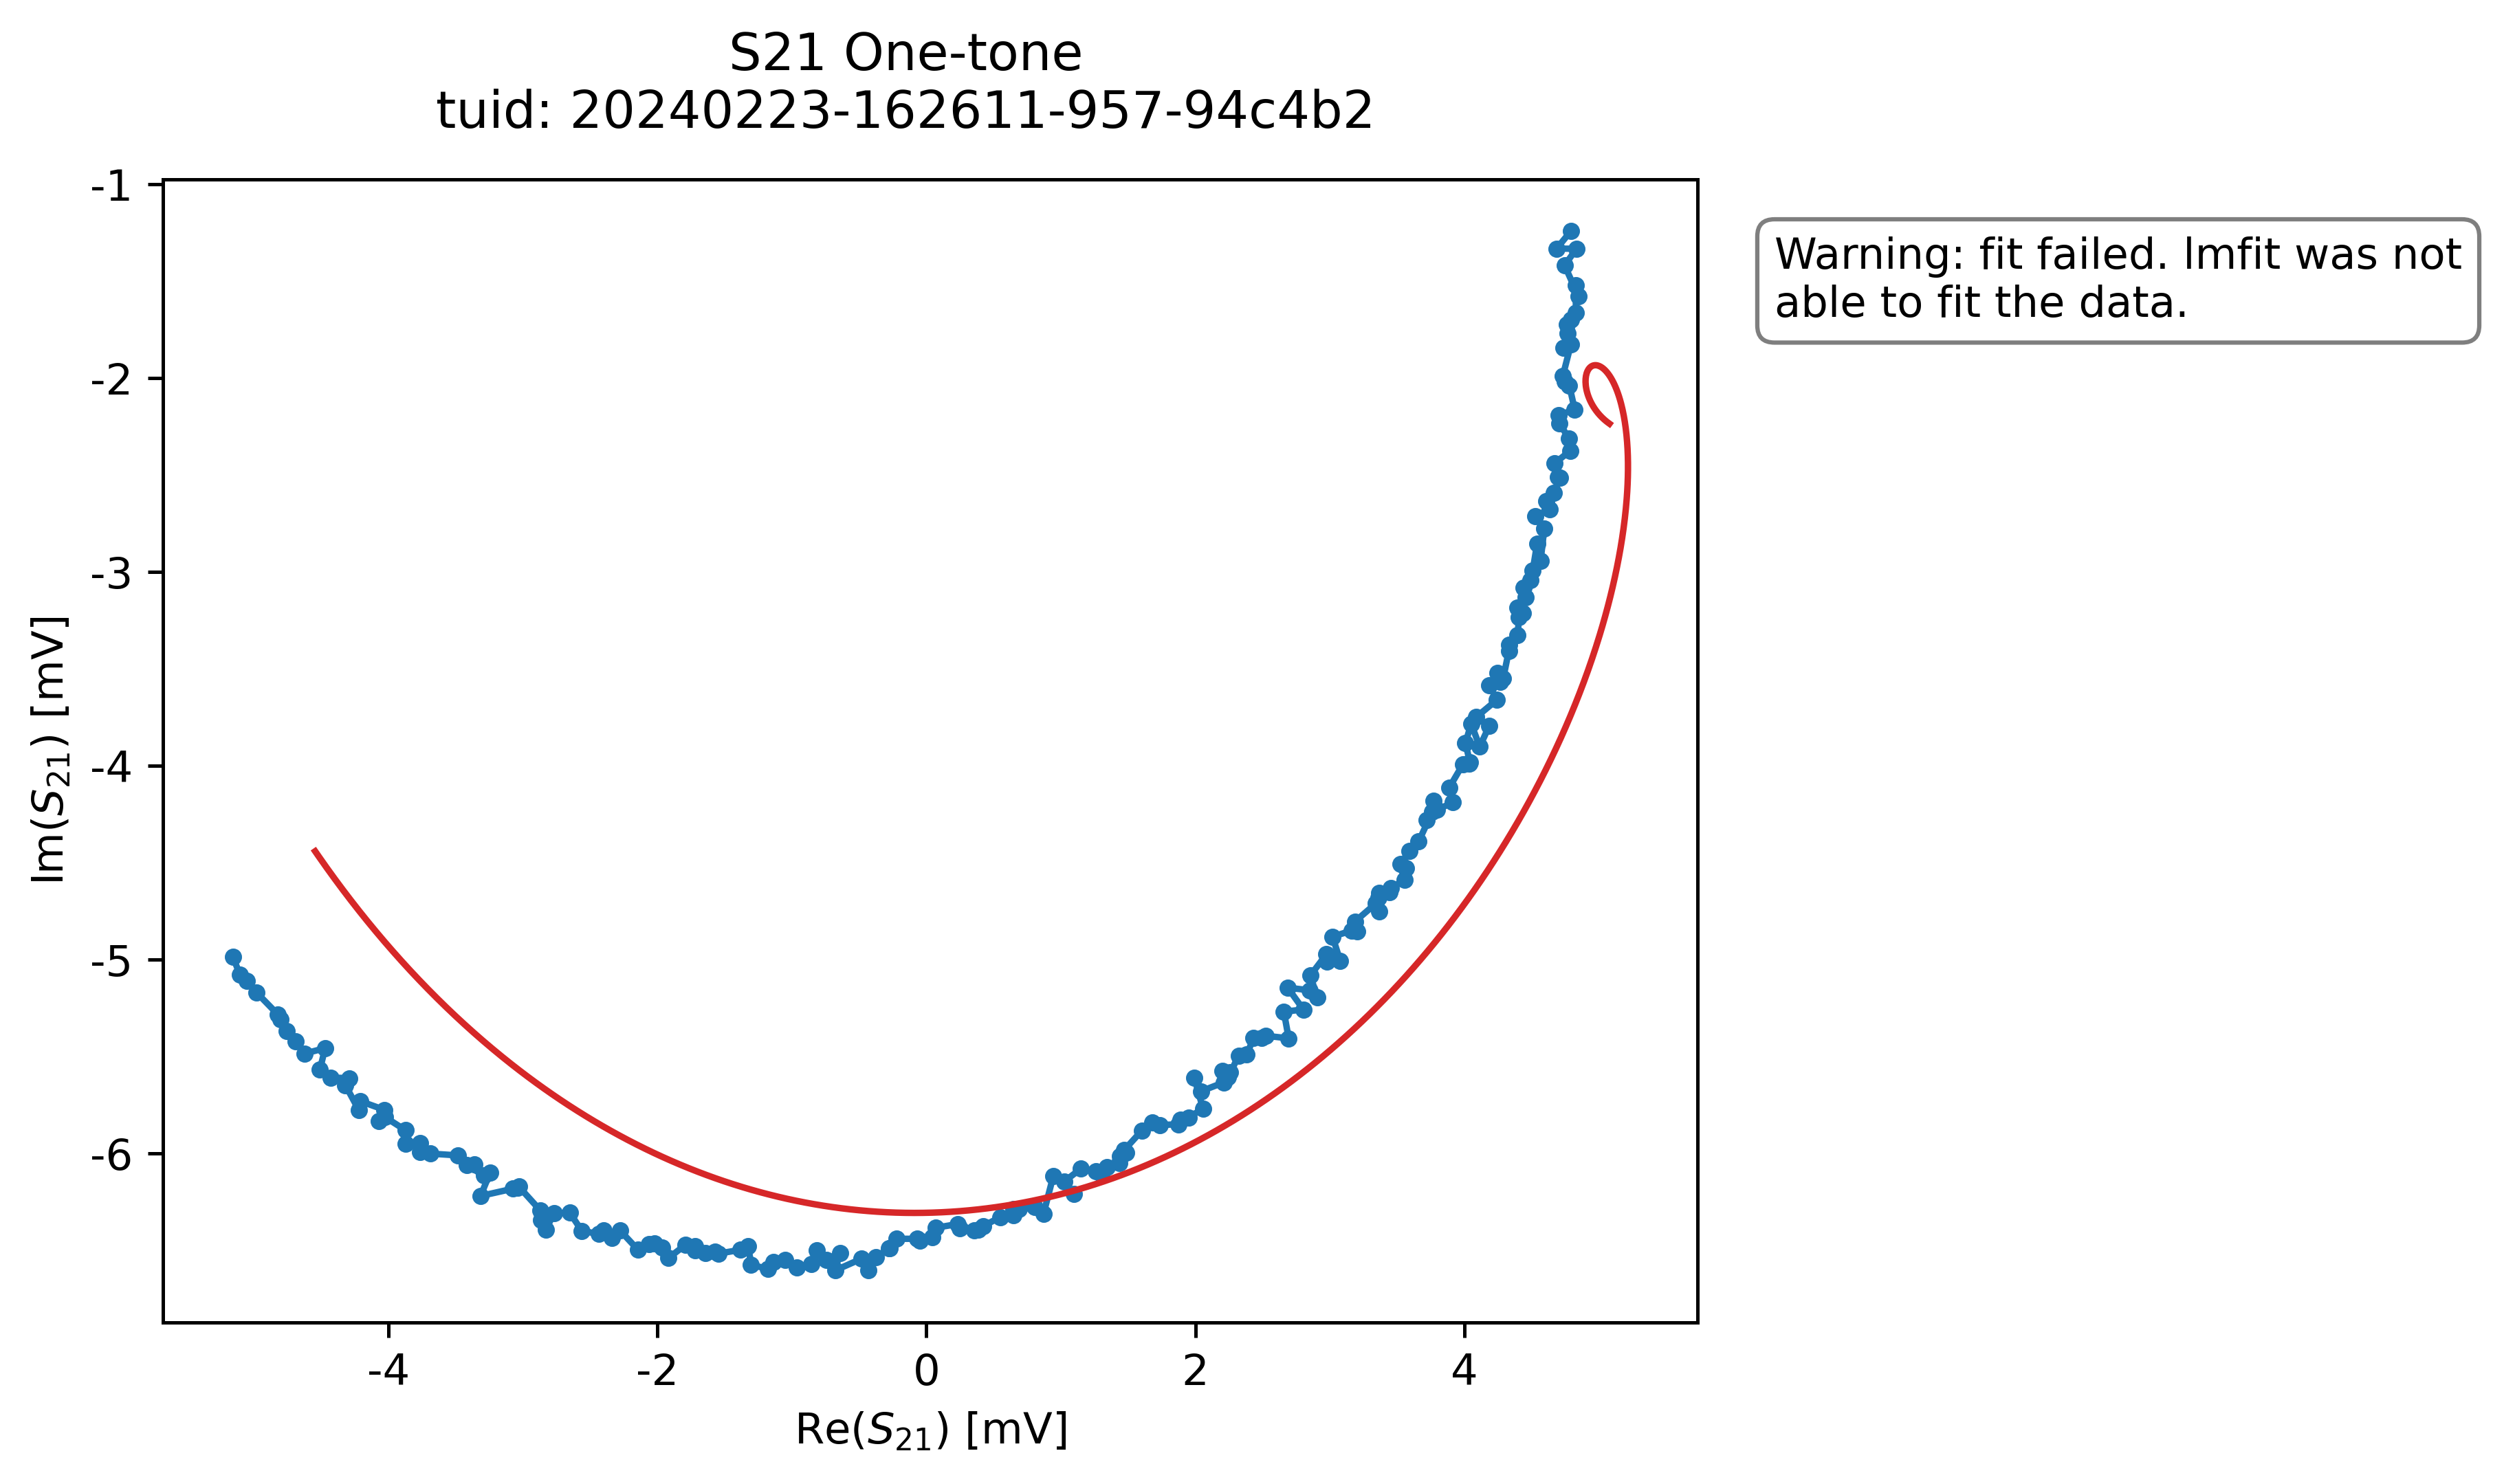 S21 One-tone
tuid: 20240223-162611-957-94c4b2
Warning: fit failed. lmfit was not
able to fit the data.
-1
-2
-3
-4
-5
-6
Im(S21) [mV]
-4
-2
0
2
4
Re(S21) [mV]